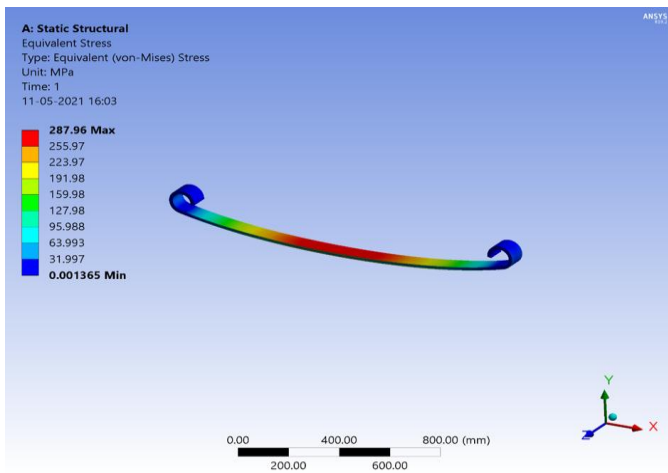 ANSYS
A: Static Structural
Equivalent Stress
Type: Equivalent (von-Mises) Stress
Unit: MPa
Time: 1
11-05-2021 16:03
287.96 Max
255.97
223.97
191.98
159.98
127.98
95.988
63.993
31.997
0.001365 Min
Y
X
Z
0.00 400.00 800.00 (mm)
200.00 600.00